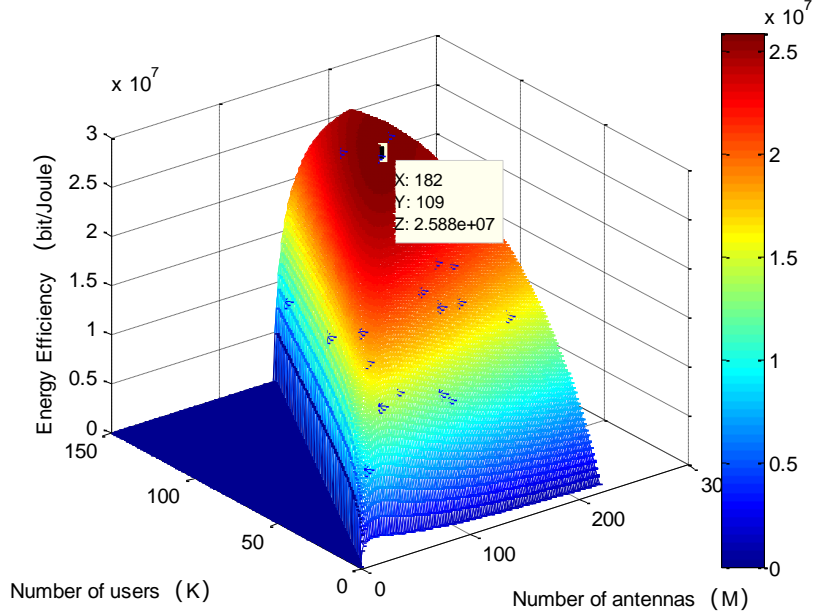 x 10^7
x 10^7
3
2.5
2
1.5
1
0.5
0
Energy Efficiency (bit/Joule)
X: 182
Y: 109
Z: 2.588e+07
150
100
50
0
Number of users (K)
0
100
200
30
Number of antennas (M)
2.5
2
1.5
1
0.5
0